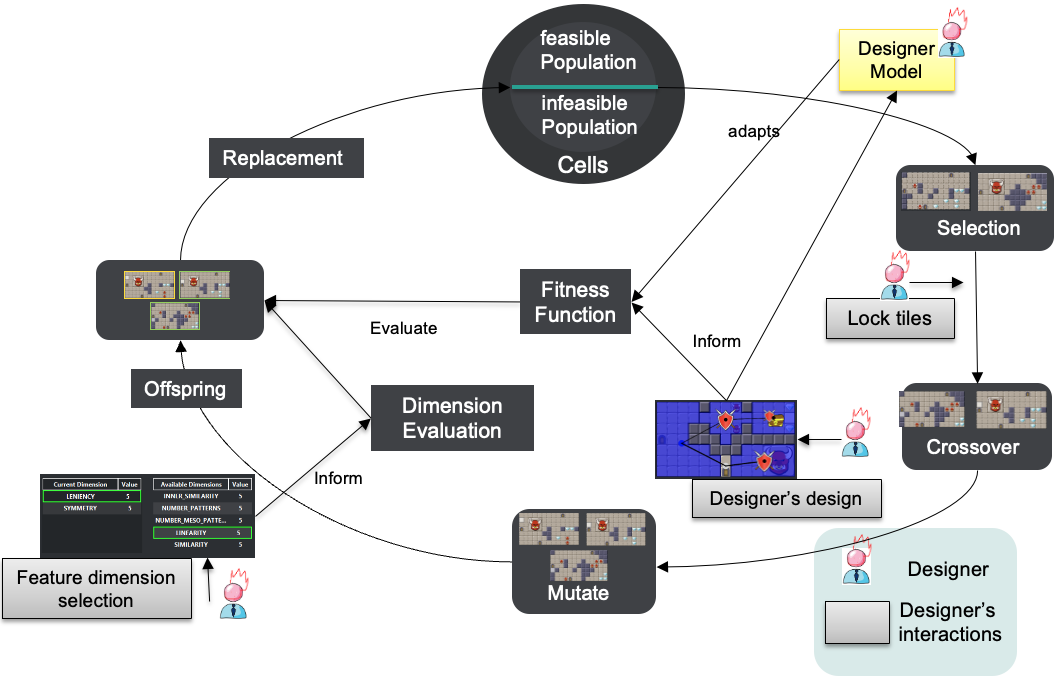 feasible
Population
infeasible
Population
Cells
Designer
Model
adapts
Replacement
Selection
Lock tiles
Fitness
Function
Evaluate
Inform
Offspring
Dimension
Evaluation
Crossover
Designer's design
Inform
Current Dimension Value
LENIENCY 5
SYMMETRY 5
Available Dimensions Value
INNER_SIMILARITY 5
NUMBER_PATTERNS 5
NUMBER_MESO_PATTE... 5
LINEARITY 5
SIMILARITY 5
Feature dimension
selection
Mutate
Designer
Designer's
interactions